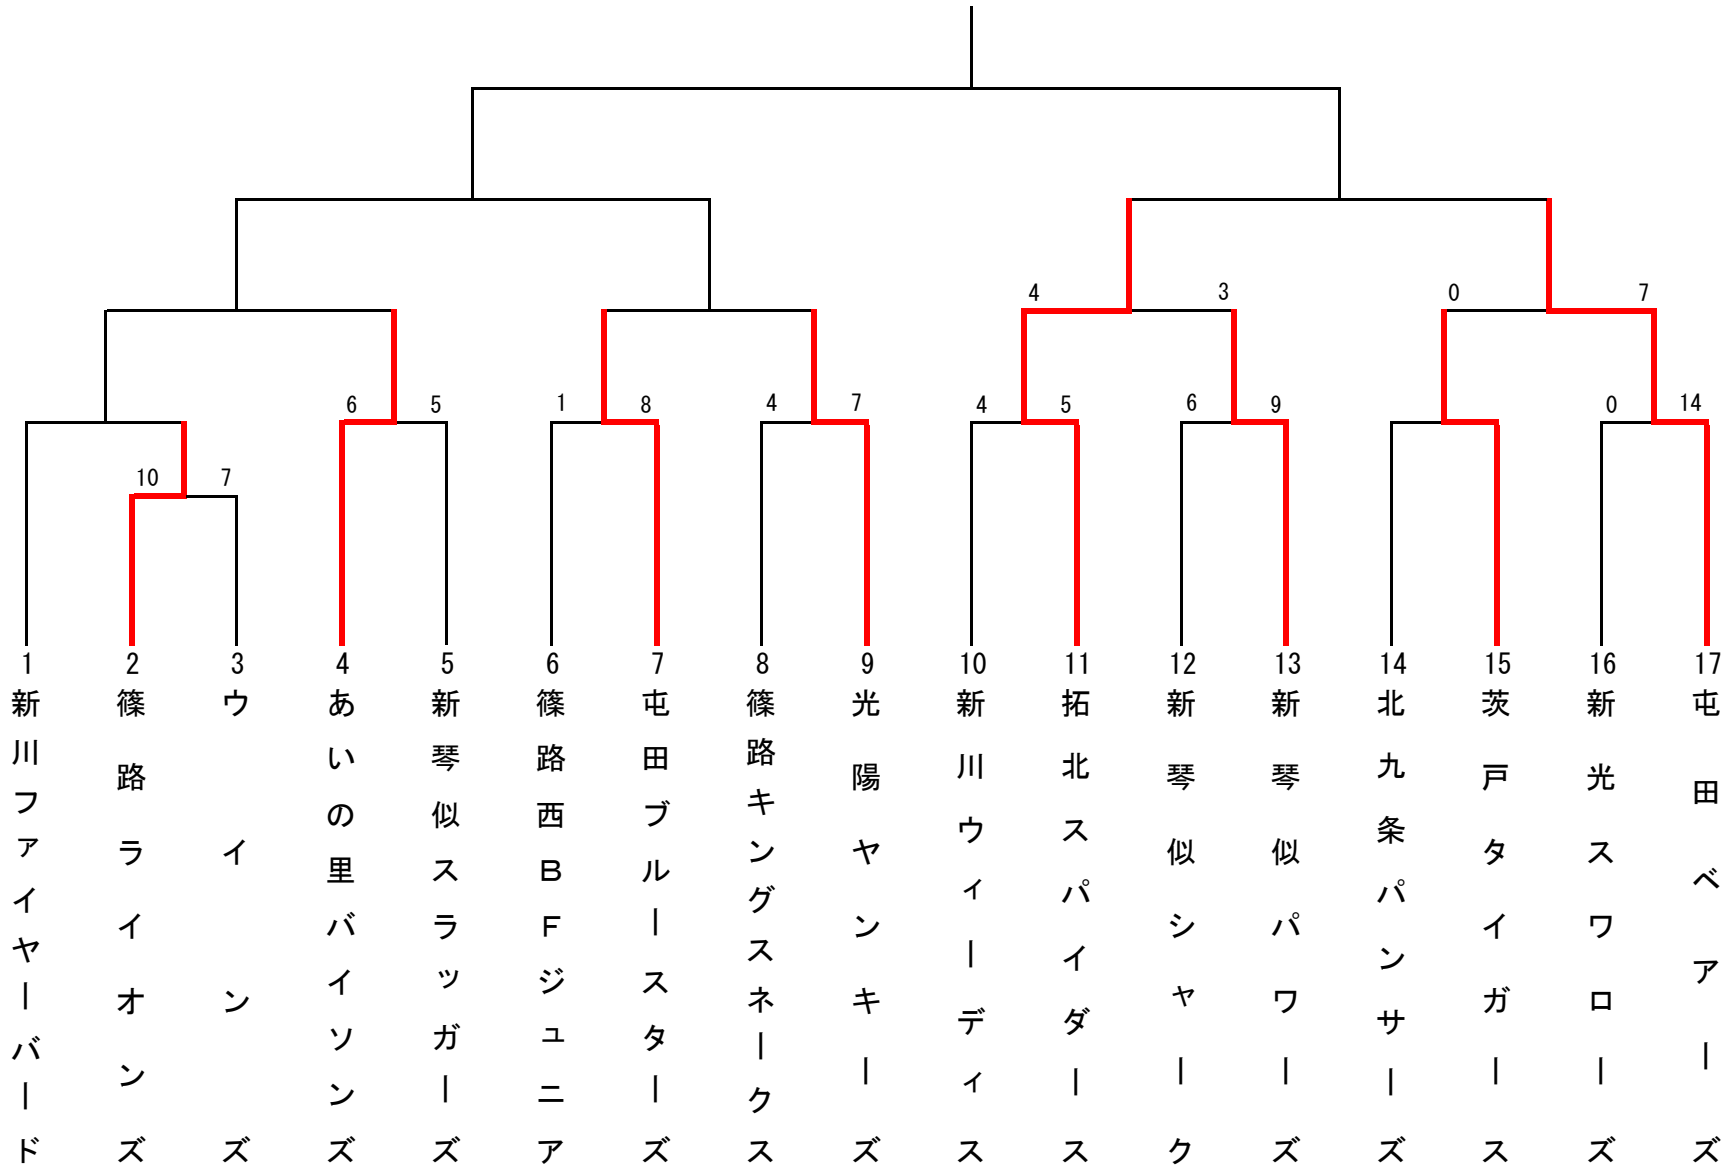 4 3 0 7
6 5 1 8 4 7 4 5 6 9 0 14
10 7
1 2 3 4 5 6 7 8 9 10 11 12 13 14 15 16 17
新川ファイヤーバード
篠路ライオンズ
ウインズ
あいの里バイソンズ
新琴似スラッガーズ
篠路西BFジュニア
屯田ブルースターズ
篠路キングスネークス
光陽ヤンキーズ
新川ウィーディス
拓北スパイダース
新琴似シャーク
新琴似パワーズ
北九条パンサーズ
茨戸タイガース
新光スワローズ
屯田ベアーズ